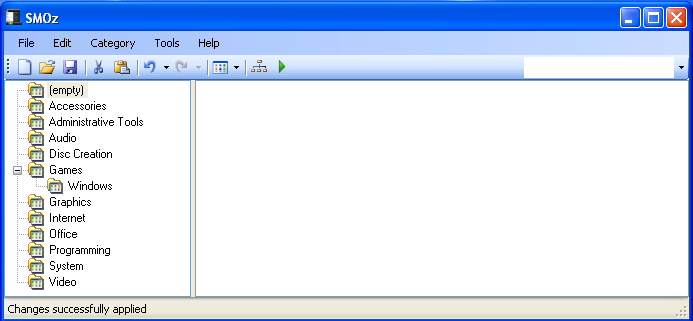 SMOz
File Edit Category Tools Help
(empty)
Accessories
Administrative Tools
Audio
Disc Creation
Games
Windows
Graphics
Internet
Office
Programming
System
Video
Changes successfully applied